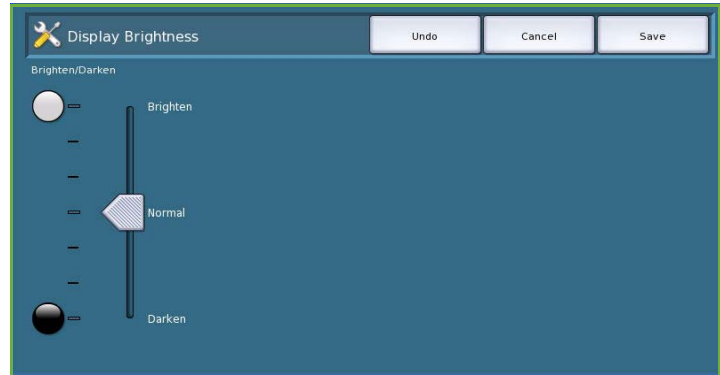 Display Brightness
Undo
Cancel
Save
Brighten/Darken
Brighten
Normal
Darken